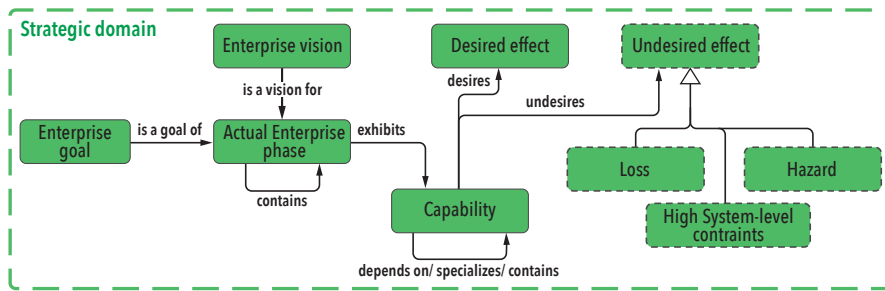 Strategic domain
Enterprise vision
Desired effect
Undesired effect
is a vision for
desires
undesires
Enterprise
goal
is a goal of
Actual Enterprise
phase
exhibits
contains
Loss
Hazard
Capability
High System-level
contraints
depends on/ specializes/ contains